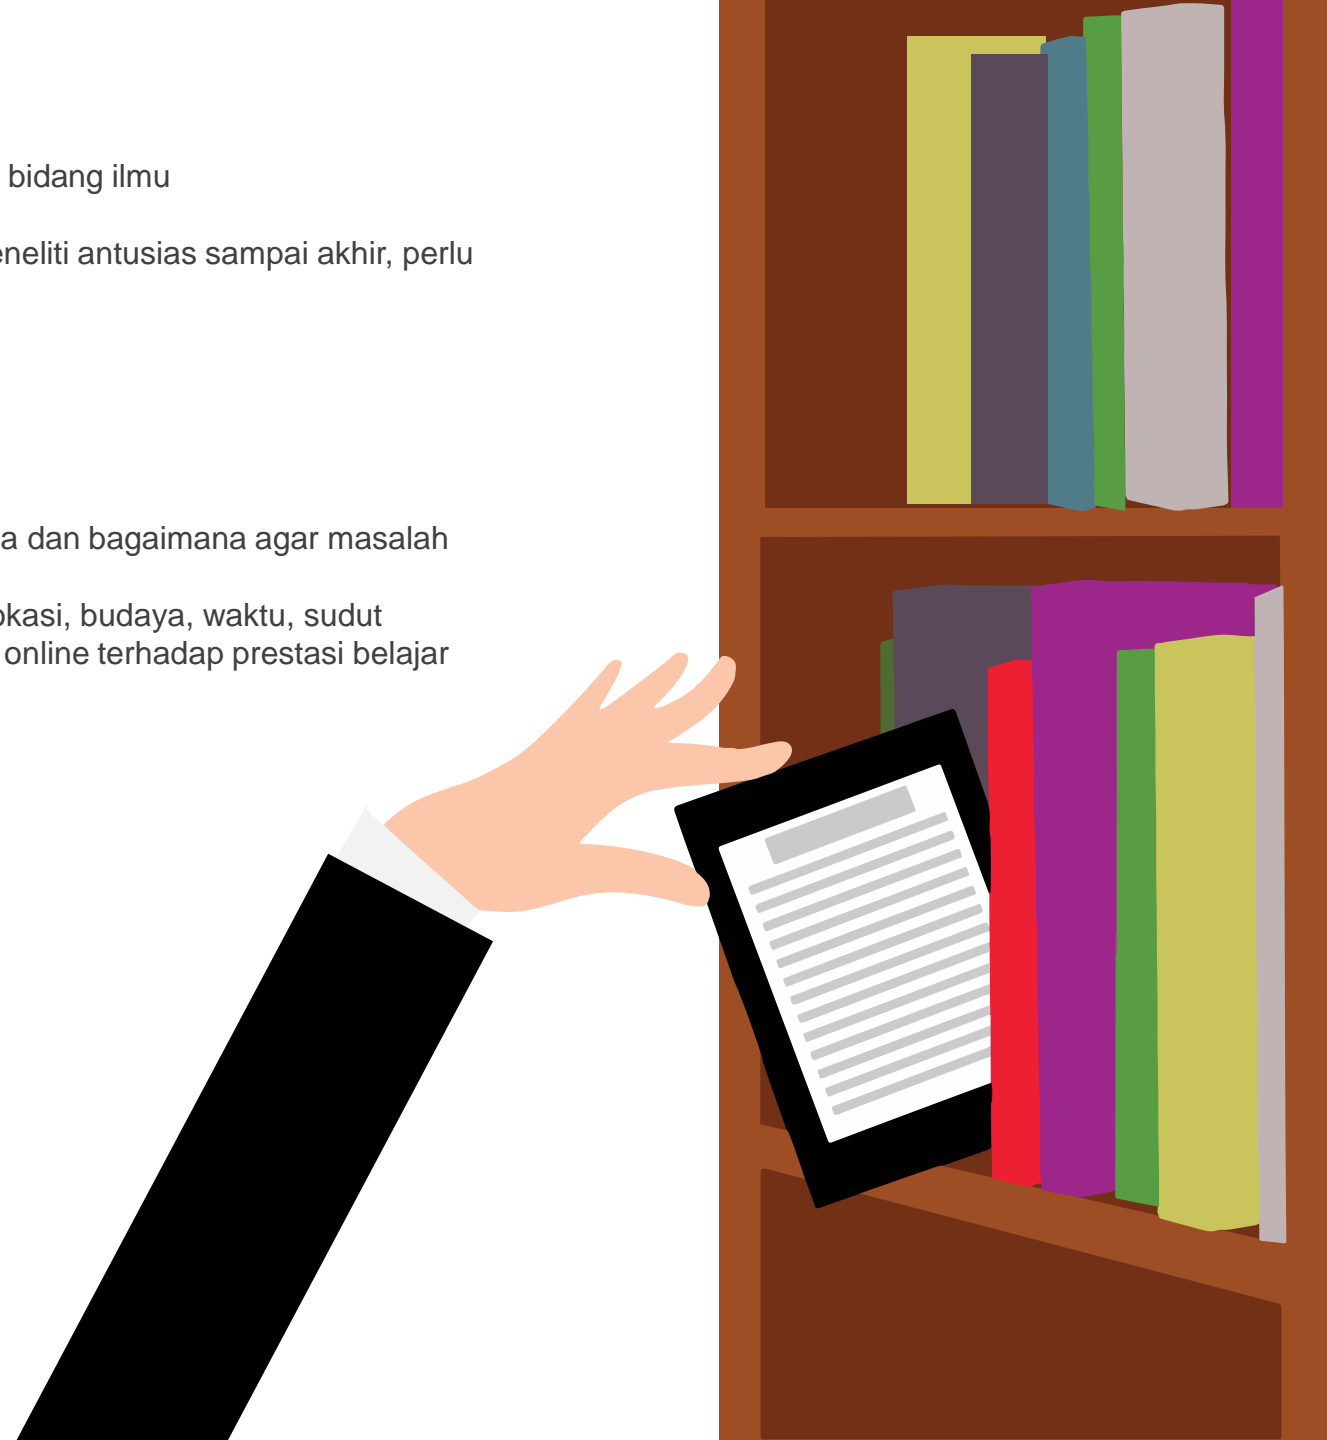 bidang ilmu
eneliti antusias sampai akhir, perlu
a dan bagaimana agar masalah
okasi, budaya, waktu, sudut
online terhadap prestasi belajar